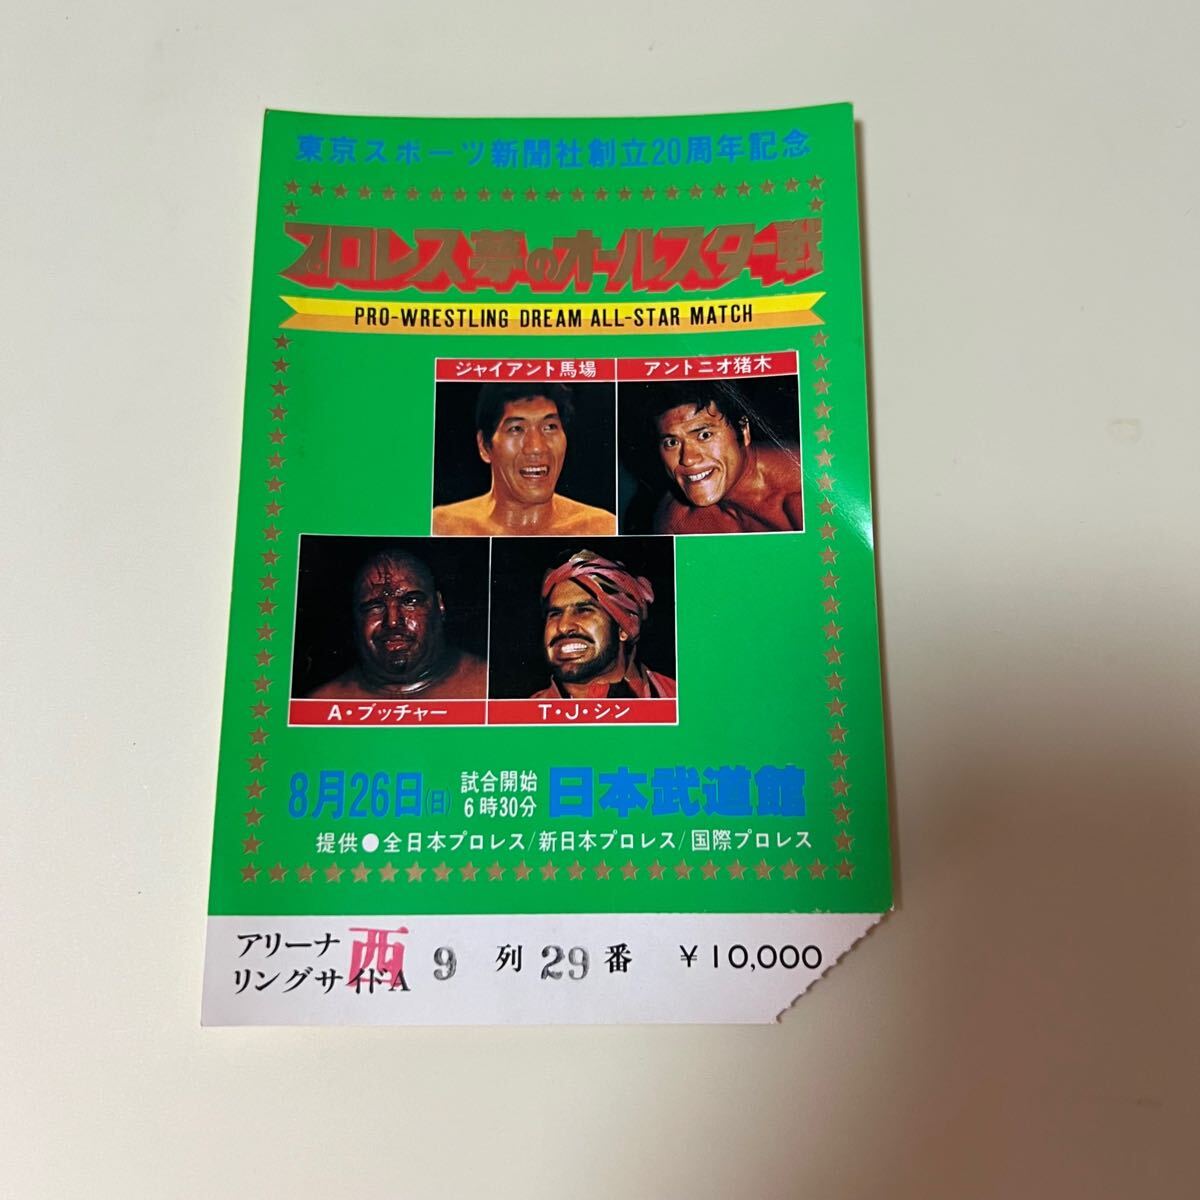 東京スポーツ新聞社創立20周年記念
プロレス夢のオールスター戦
PRO-WRESTLING DREAM ALL-STAR MATCH
ジャイアント馬場 アントニオ猪木
A・ブッチャー T・J・シン
8月26日(日) 試合開始 6時30分 日本武道館
提供●全日本プロレス/新日本プロレス/国際プロレス
アリーナ リングサイドA 西 9 列 29 番 ¥10,000